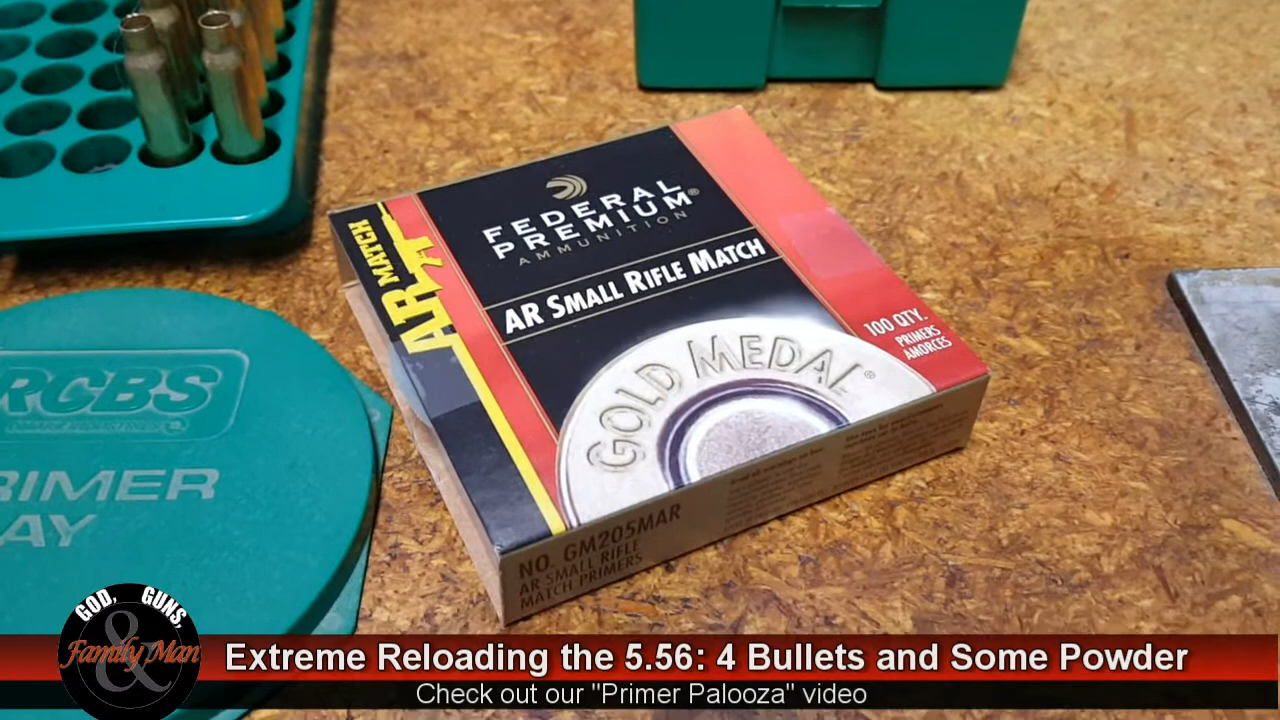 FEDERAL
PREMIUM®
AMMUNITION
AR MATCH
AR SMALL RIFLE MATCH
100 QTY.
PRIMERS
AMORCES
GOLD MEDAL®
NO. GM205MAR
AR SMALL RIFLE
MATCH PRIMERS
RCBS
PRIMER
GOD, GUNS,
&
Family Man
Extreme Reloading the 5.56: 4 Bullets and Some Powder
Check out our "Primer Palooza" video